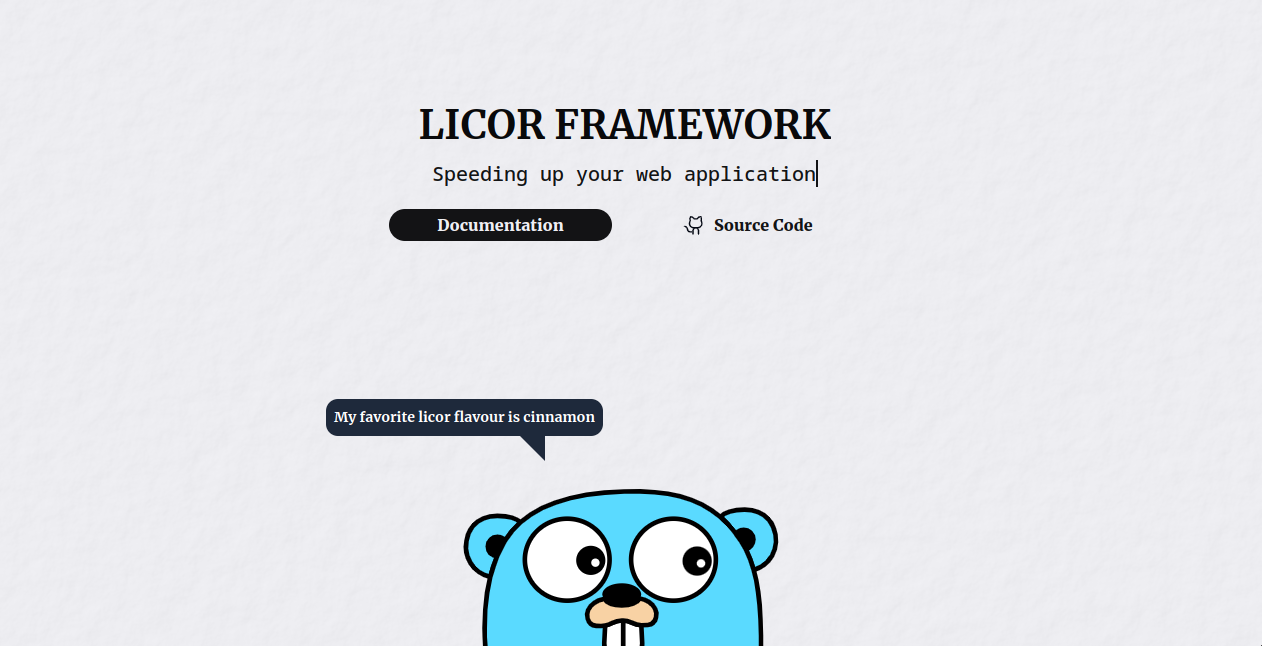 LICOR FRAMEWORK
Speeding up your web application
Documentation
Source Code
My favorite licor flavour is cinnamon